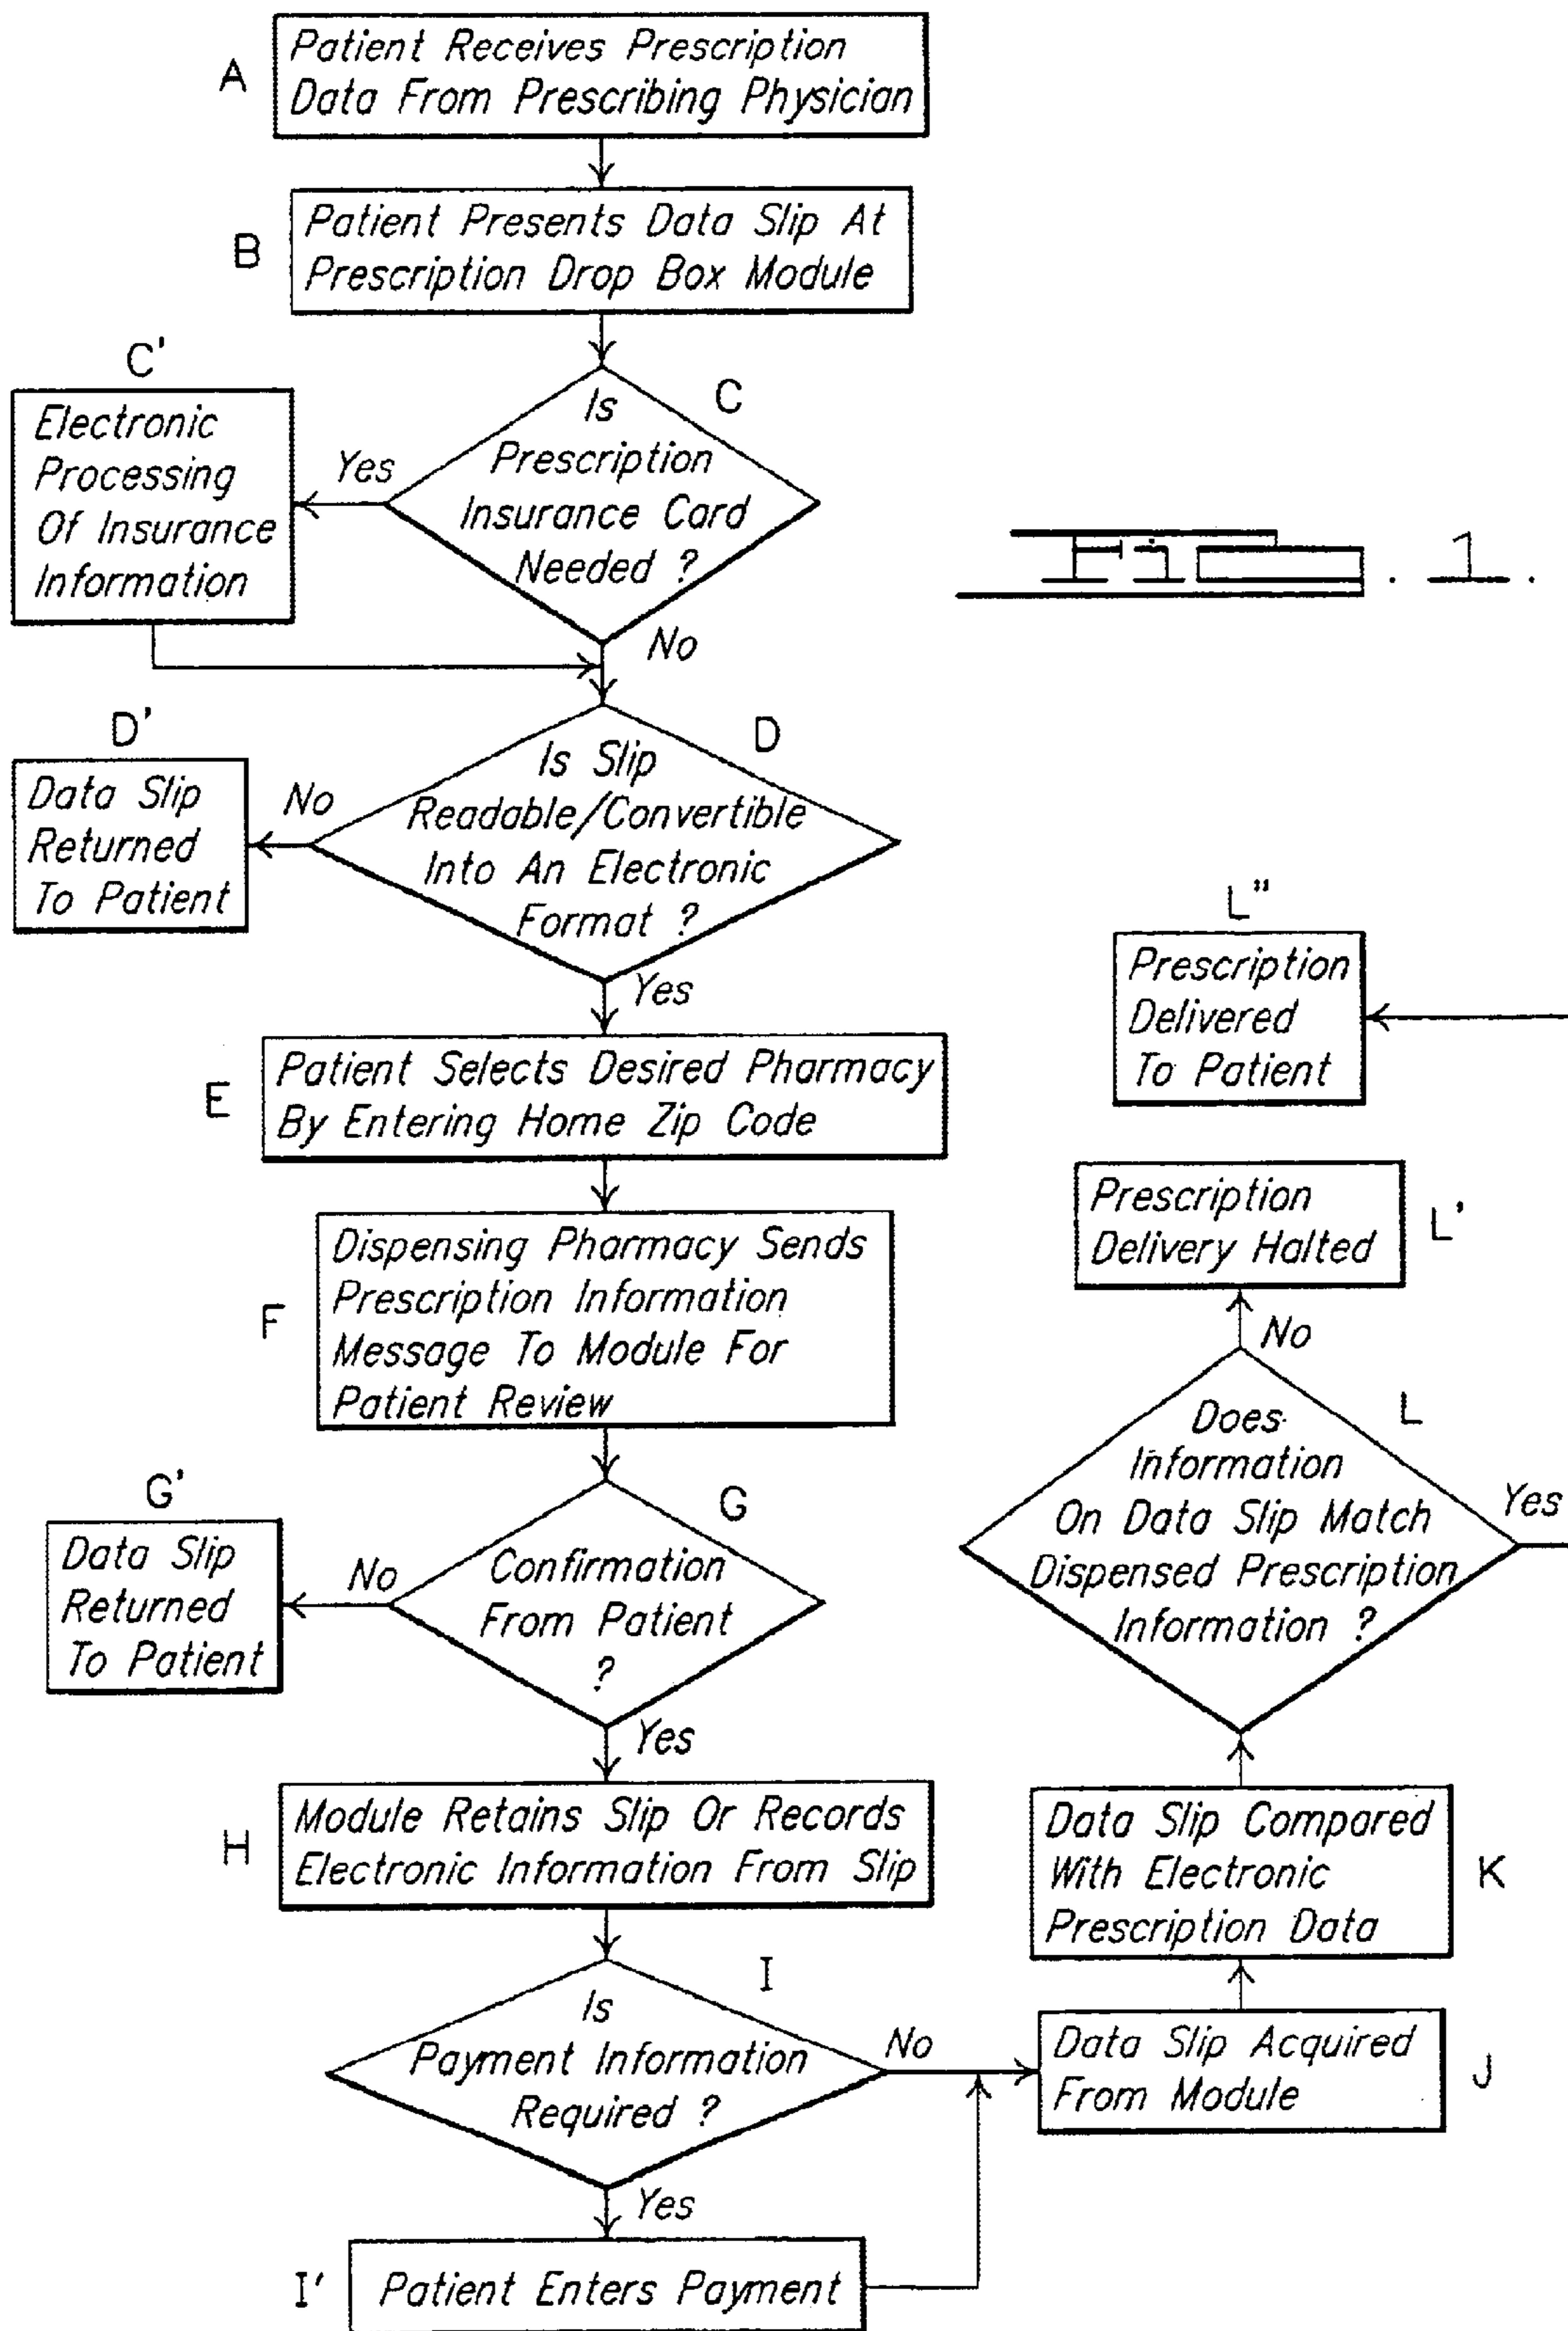 A
Patient Receives Prescription
Data From Prescribing Physician
B
Patient Presents Data Slip At
Prescription Drop Box Module
C'
Electronic
Processing
Of Insurance
Information
Yes
C
Is
Prescription
Insurance Card
Needed ?
No
D'
Data Slip
Returned
To Patient
No
D
Is Slip
Readable/Convertible
Into An Electronic
Format ?
Yes
E
Patient Selects Desired Pharmacy
By Entering Home Zip Code
F
Dispensing Pharmacy Sends
Prescription Information
Message To Module For
Patient Review
G'
Data Slip
Returned
To Patient
No
G
Confirmation
From Patient
?
Yes
H
Module Retains Slip Or Records
Electronic Information From Slip
I
Is
Payment Information
Required ?
No
Yes
I'
Patient Enters Payment
J
Data Slip Acquired
From Module
K
Data Slip Compared
With Electronic
Prescription Data
L
Does
Information
On Data Slip Match
Dispensed Prescription
Information ?
Yes
No
L'
Prescription
Delivery Halted
L"
Prescription
Delivered
To Patient